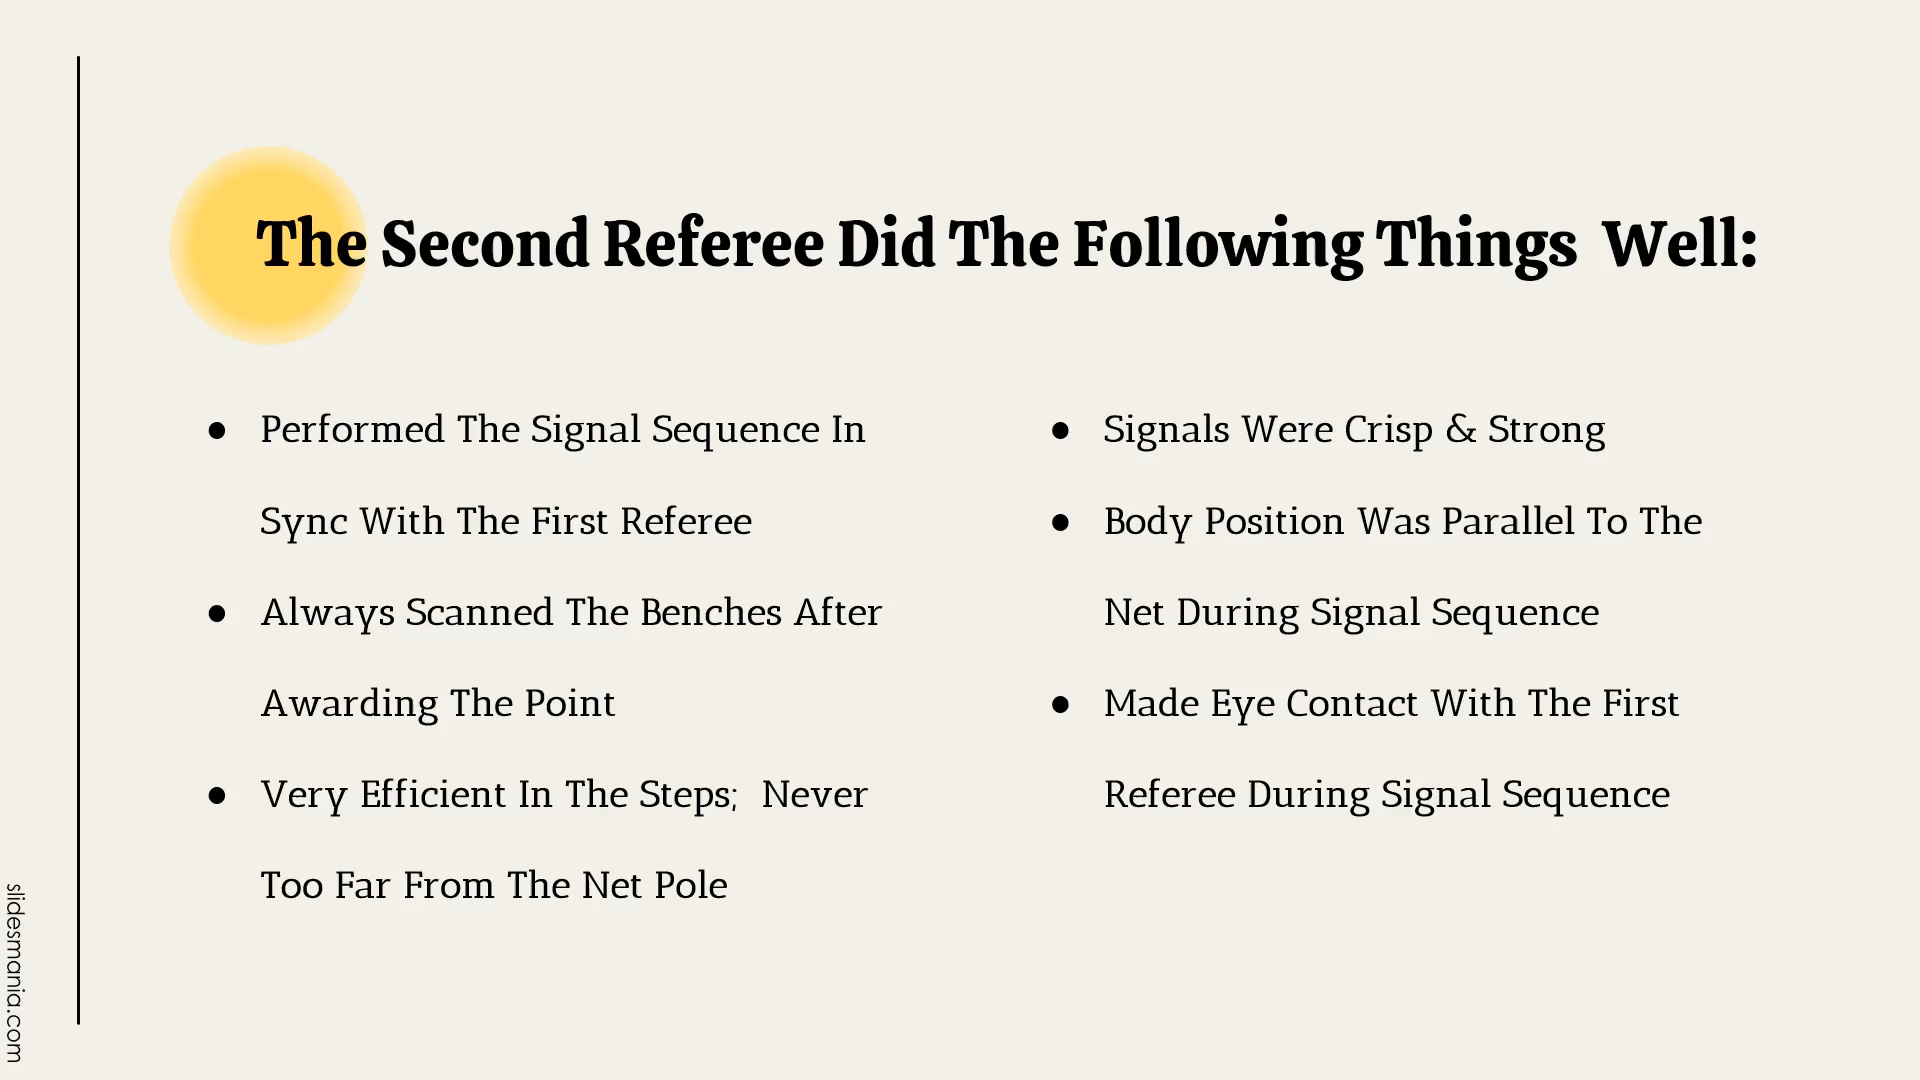 The Second Referee Did The Following Things  Well:
● Performed The Signal Sequence In
Sync With The First Referee
● Always Scanned The Benches After
Awarding The Point
● Very Efficient In The Steps;  Never
Too Far From The Net Pole
● Signals Were Crisp & Strong
● Body Position Was Parallel To The
Net During Signal Sequence
● Made Eye Contact With The First
Referee During Signal Sequence
slidesmania.com